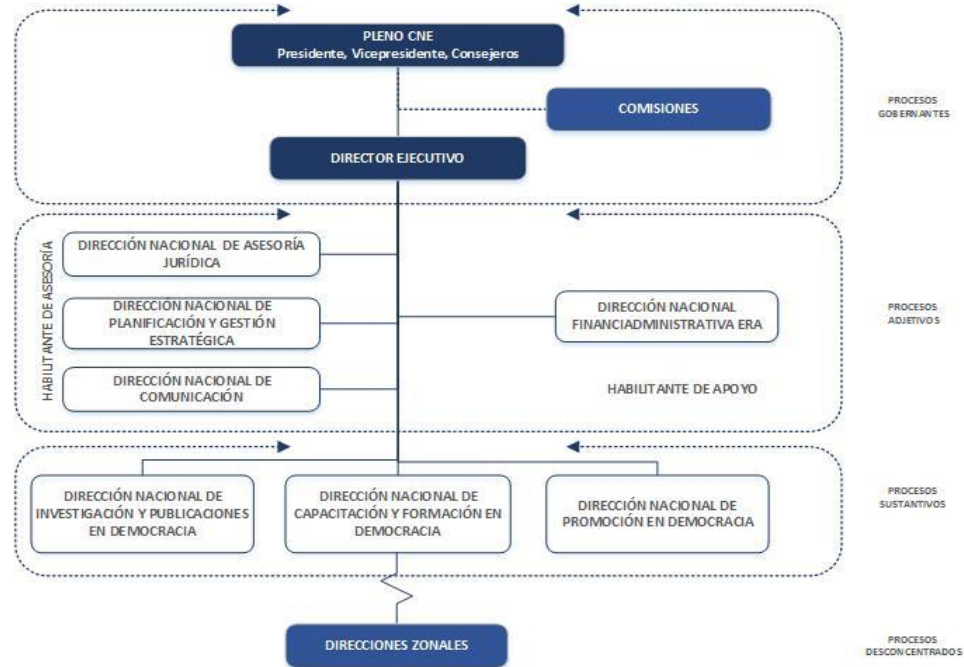 PLENO CNE
Presidente, Vicepresidente, Consejeros
COMISIONES
PROCESOS
GOBERNANTES
DIRECTOR EJECUTIVO
HABILITANTE DE ASESORÍA
DIRECCIÓN NACIONAL DE ASESORÍA
JURÍDICA
DIRECCIÓN NACIONAL DE
PLANIFICACIÓN Y GESTIÓN
ESTRATÉGICA
DIRECCIÓN NACIONAL DE
COMUNICACIÓN
DIRECCIÓN NACIONAL
FINANCIADMINISTRATIVA ERA
HABILITANTE DE APOYO
PROCESOS
ADJETIVOS
DIRECCIÓN NACIONAL DE
INVESTIGACIÓN Y PUBLICACIONES
EN DEMOCRACIA
DIRECCIÓN NACIONAL DE
CAPACITACIÓN Y FORMACIÓN EN
DEMOCRACIA
DIRECCIÓN NACIONAL DE
PROMOCIÓN EN DEMOCRACIA
PROCESOS
SUSTANTIVOS
DIRECCIONES ZONALES
PROCESOS
DESCONCENTRADOS